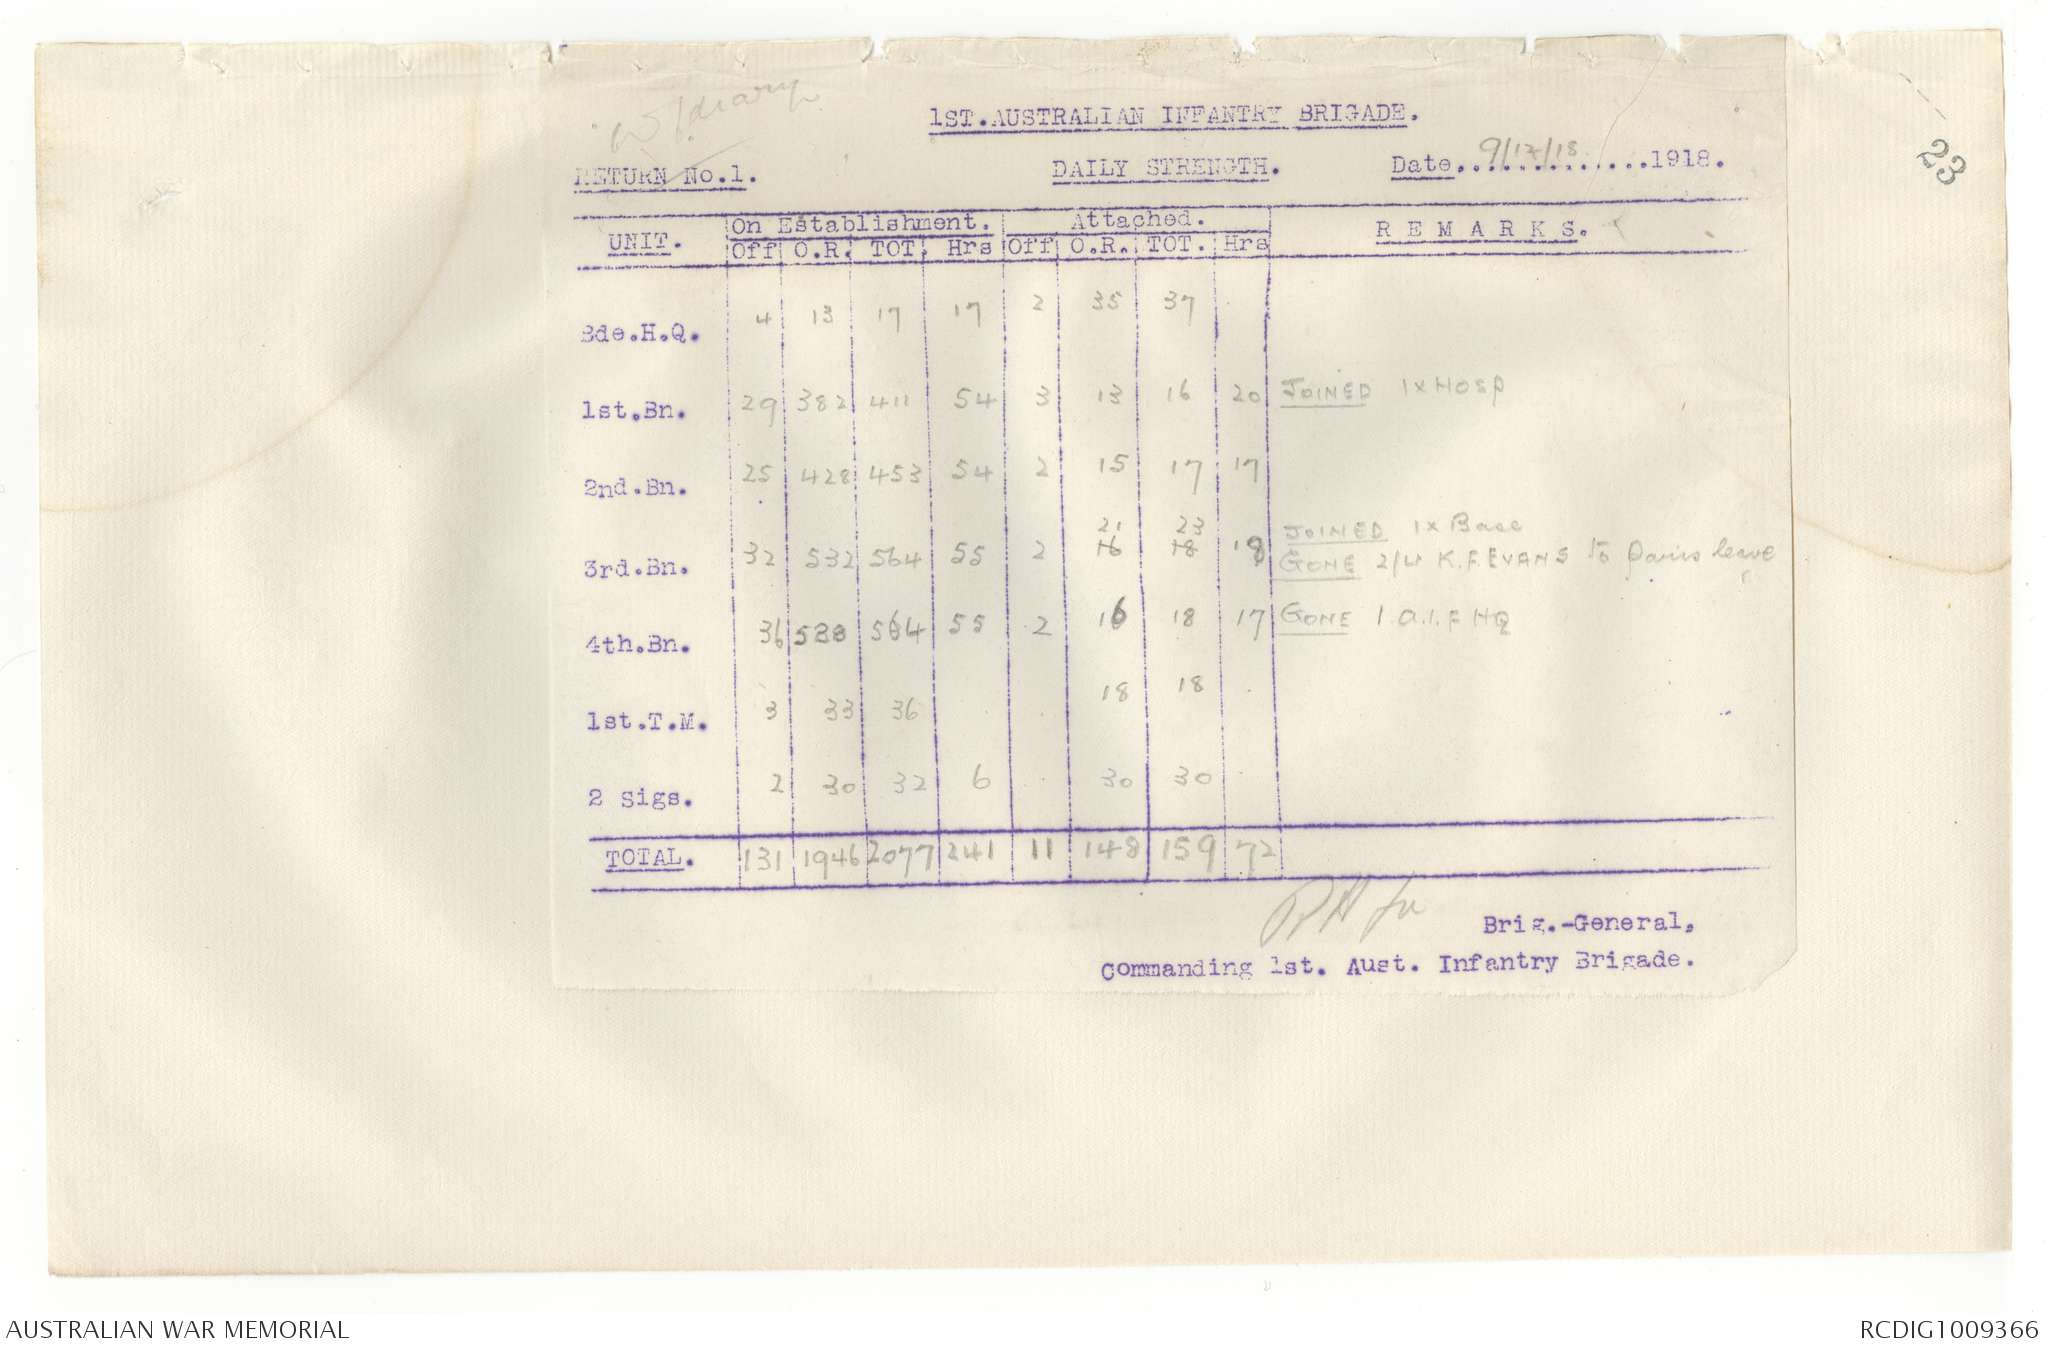 W/diary
1ST.AUSTRALIAN INFANTRY BRIGADE.
23
RETURN No.1. DAILY STRENGTH. Date..9/12/18.......1918.
UNIT. On Establishment. Attached. R E M A R K S.
Off O.R. TOT. Hrs Off O.R. TOT. Hrs
Bde.H.Q. 4 13 17 17 2 35 37
1st.Bn. 29 382 411 54 3 13 16 20 JOINED 1 x HOSP
2nd.Bn. 25 428 453 54 2 15 17 17
21 23 JOINED 1 x Base
3rd.Bn. 32 532 564 55 2 16 18 18 GONE 2/Lt K.F. EVANS to Paris leave
4th.Bn. 36 528 564 55 2 16 18 17 GONE 1 A.I.F HQ
1st.T.M. 3 33 36 18 18
2 Sigs. 2 30 32 6 30 30
TOTAL. 131 1946 2077 241 11 148 159 72
Brig.-General,
Commanding 1st. Aust. Infantry Brigade.
AUSTRALIAN WAR MEMORIAL RCDIG1009366